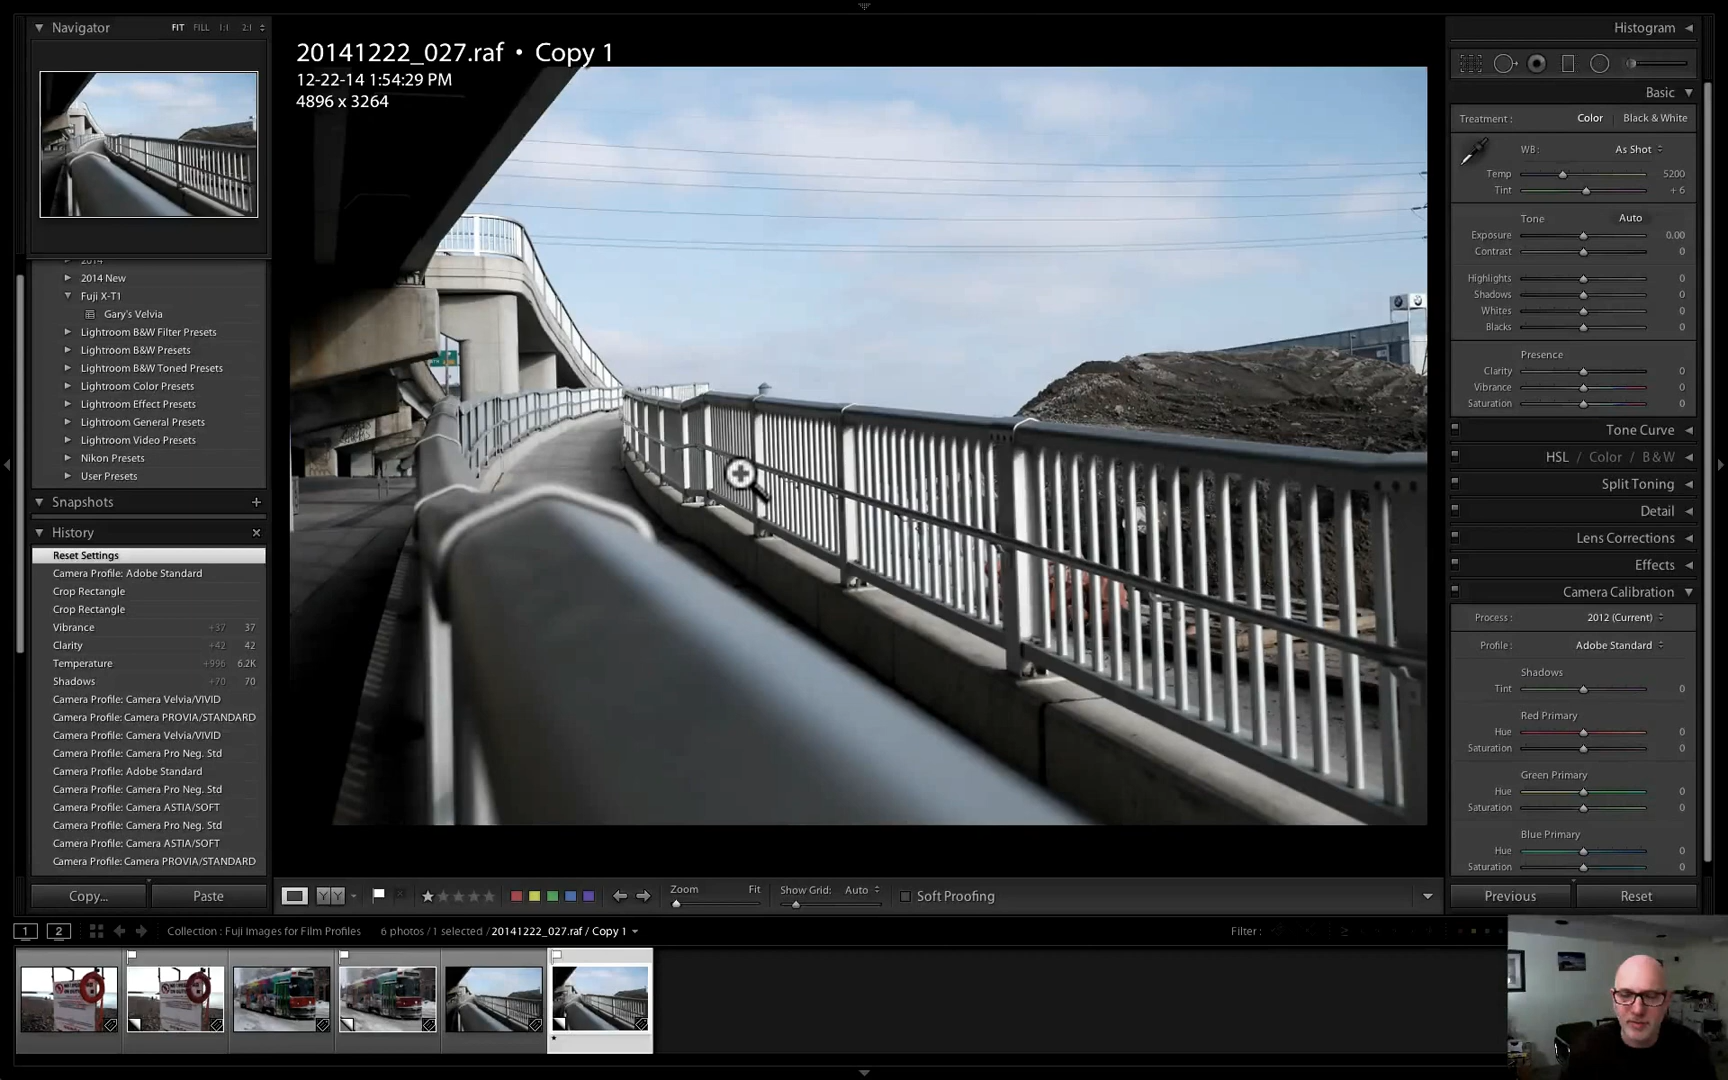 Navigator
FIT FILL 1:1 2:1
20141222_027.raf • Copy 1
12-22-14 1:54:29 PM
4896 x 3264
2014
2014 New
Fuji X-T1
Gary's Velvia
Lightroom B&W Filter Presets
Lightroom B&W Presets
Lightroom B&W Toned Presets
Lightroom Color Presets
Lightroom Effect Presets
Lightroom General Presets
Lightroom Video Presets
Nikon Presets
User Presets
Snapshots +
History ×
Reset Settings
Camera Profile: Adobe Standard
Crop Rectangle
Crop Rectangle
Vibrance +37 37
Clarity +42 42
Temperature +996 6.2K
Shadows +70 70
Camera Profile: Camera Velvia/VIVID
Camera Profile: Camera PROVIA/STANDARD
Camera Profile: Camera Velvia/VIVID
Camera Profile: Camera Pro Neg. Std
Camera Profile: Adobe Standard
Camera Profile: Camera Pro Neg. Std
Camera Profile: Camera ASTIA/SOFT
Camera Profile: Camera Pro Neg. Std
Camera Profile: Camera ASTIA/SOFT
Camera Profile: Camera PROVIA/STANDARD
Copy... Paste
Histogram
Basic
Treatment : Color Black & White
WB: As Shot
Temp 5200
Tint + 6
Tone Auto
Exposure 0.00
Contrast 0
Highlights 0
Shadows 0
Whites 0
Blacks 0
Presence
Clarity 0
Vibrance 0
Saturation 0
Tone Curve
HSL / Color / B & W
Split Toning
Detail
Lens Corrections
Effects
Camera Calibration
Process : 2012 (Current)
Profile : Adobe Standard
Shadows
Tint 0
Red Primary
Hue 0
Saturation 0
Green Primary
Hue 0
Saturation 0
Blue Primary
Hue 0
Saturation 0
Previous Reset
YY
Zoom Fit
Show Grid: Auto
Soft Proofing
1 2
Collection : Fuji Images for Film Profiles 6 photos / 1 selected / 20141222_027.raf / Copy 1
Filter :